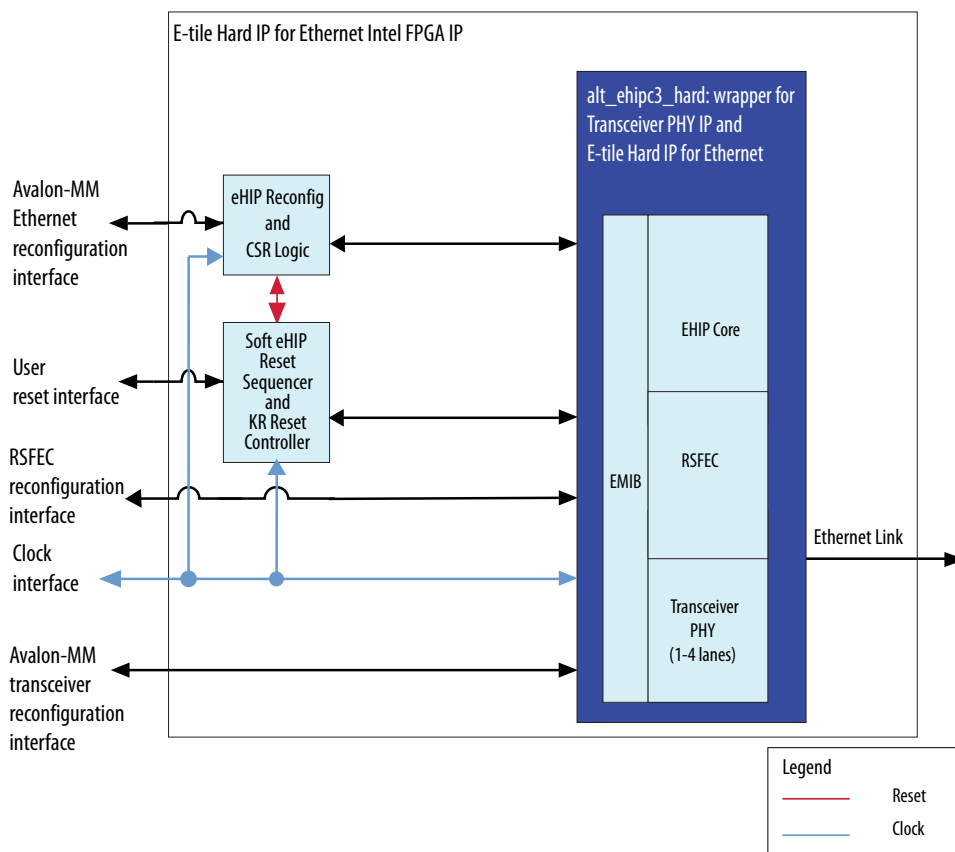 E-tile Hard IP for Ethernet Intel FPGA IP
alt_ehipc3_hard: wrapper for
Transceiver PHY IP and
E-tile Hard IP for Ethernet
Avalon-MM
Ethernet
reconfiguration
interface
eHIP Reconfig
and
CSR Logic
User
reset interface
Soft eHIP
Reset
Sequencer
and
KR Reset
Controller
RSFEC
reconfiguration
interface
Clock
interface
Avalon-MM
transceiver
reconfiguration
interface
EMIB
EHIP Core
RSFEC
Transceiver
PHY
(1-4 lanes)
Ethernet Link
Legend
Reset
Clock